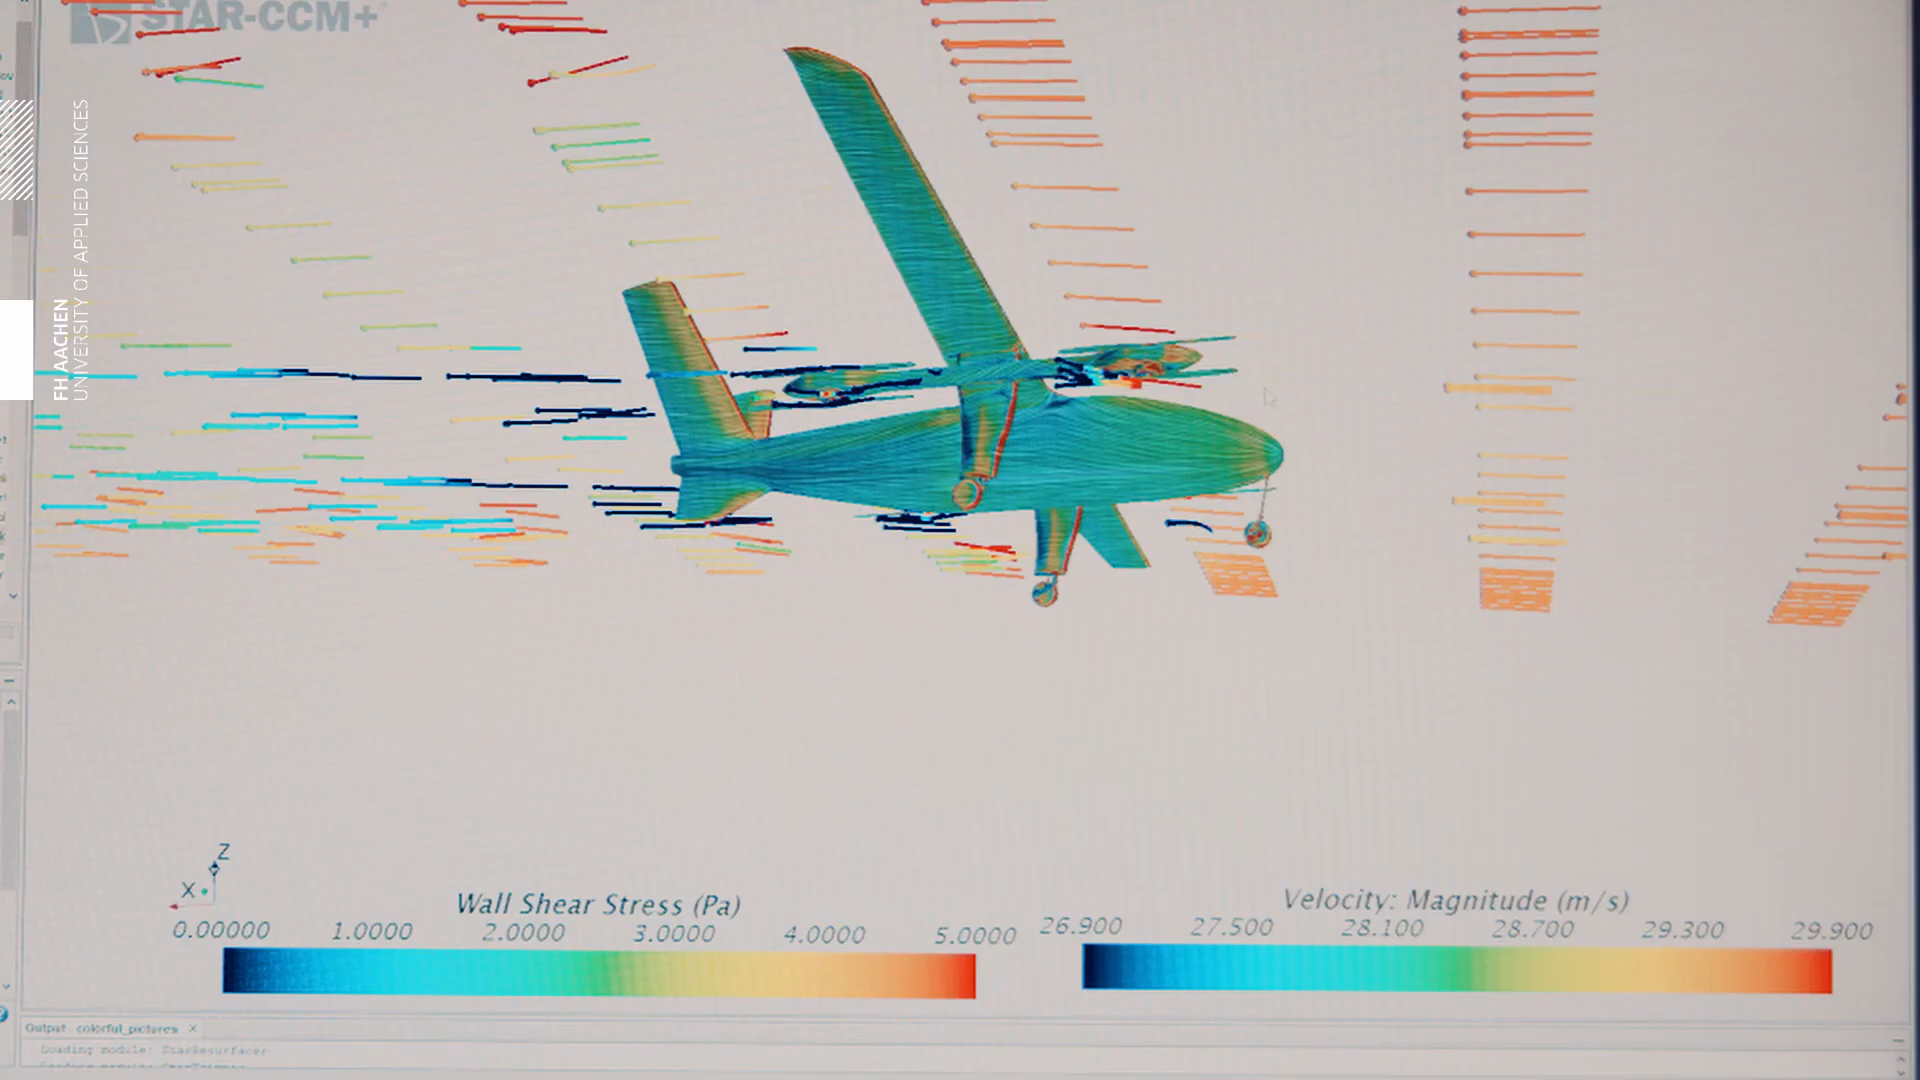 STAR-CCM+
FH AACHEN
UNIVERSITY OF APPLIED SCIENCES
Z
X
Wall Shear Stress (Pa)
0.00000 1.0000 2.0000 3.0000 4.0000 5.0000
Velocity: Magnitude (m/s)
26.900 27.500 28.100 28.700 29.300 29.900
Output - colorful_pictures ×
Loading module: StarResurfacer